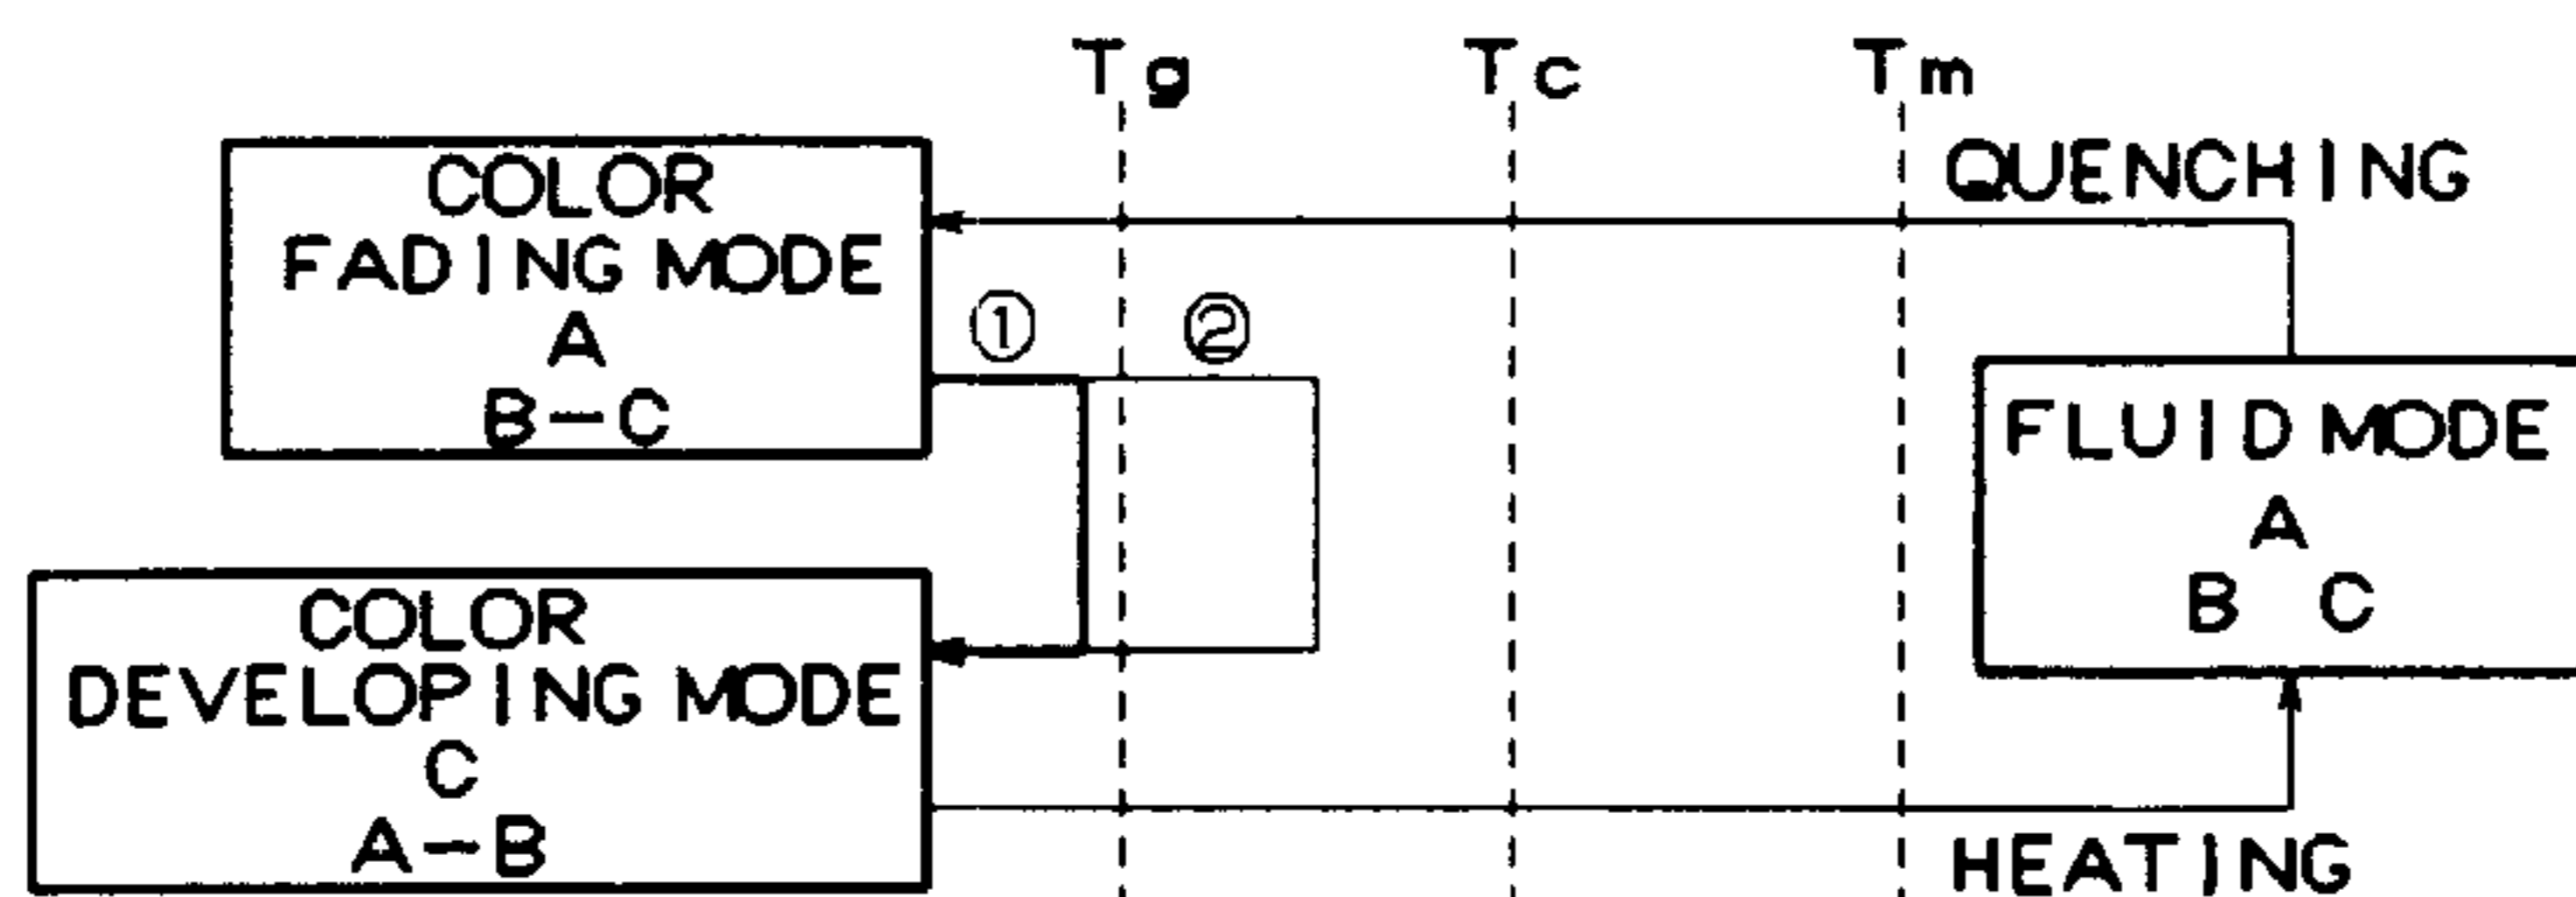 Tg Tc Tm
QUENCHING
COLOR
FADING MODE
A
B-C
① ②
FLUID MODE
A
B C
COLOR
DEVELOPING MODE
C
A-B
HEATING